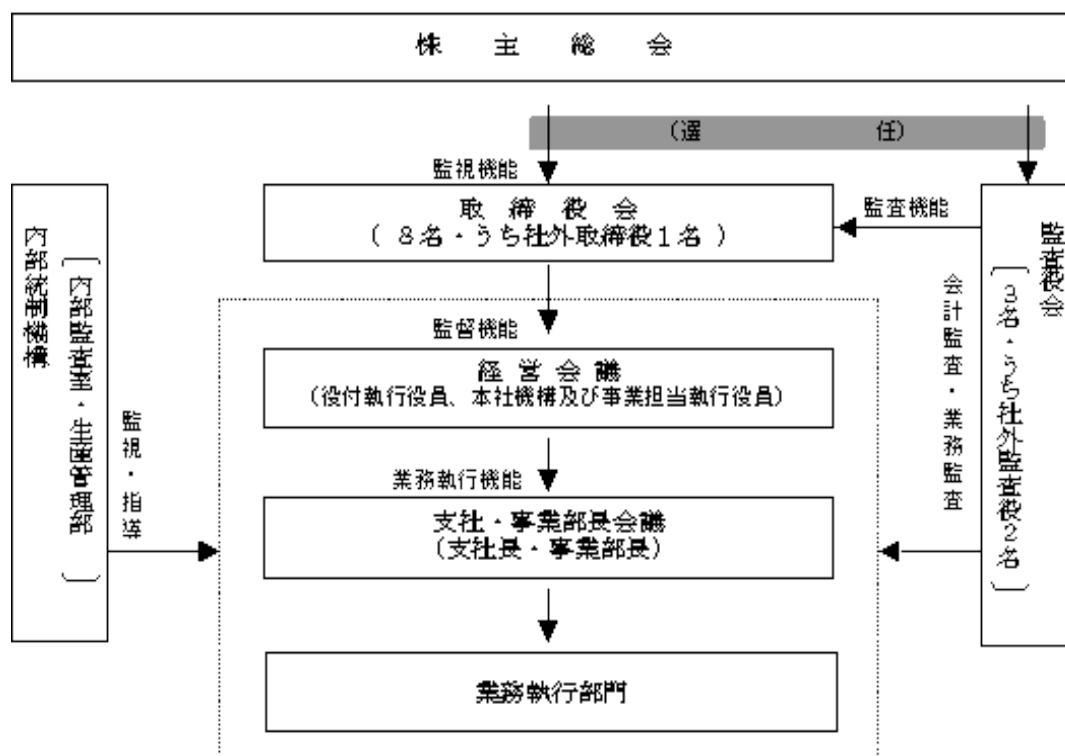 株主総会
(選任)
監視機能
取締役会
(8名・うち社外取締役1名)
監査機能
監査役会
3名・うち社外監査役2名
会計監査・業務監査
内部統制機構
内部監査室・生産管理部
監視・指導
監督機能
経営会議
(役付執行役員、本社機構及び事業担当執行役員)
業務執行機能
支社・事業部長会議
(支社長・事業部長)
業務執行部門